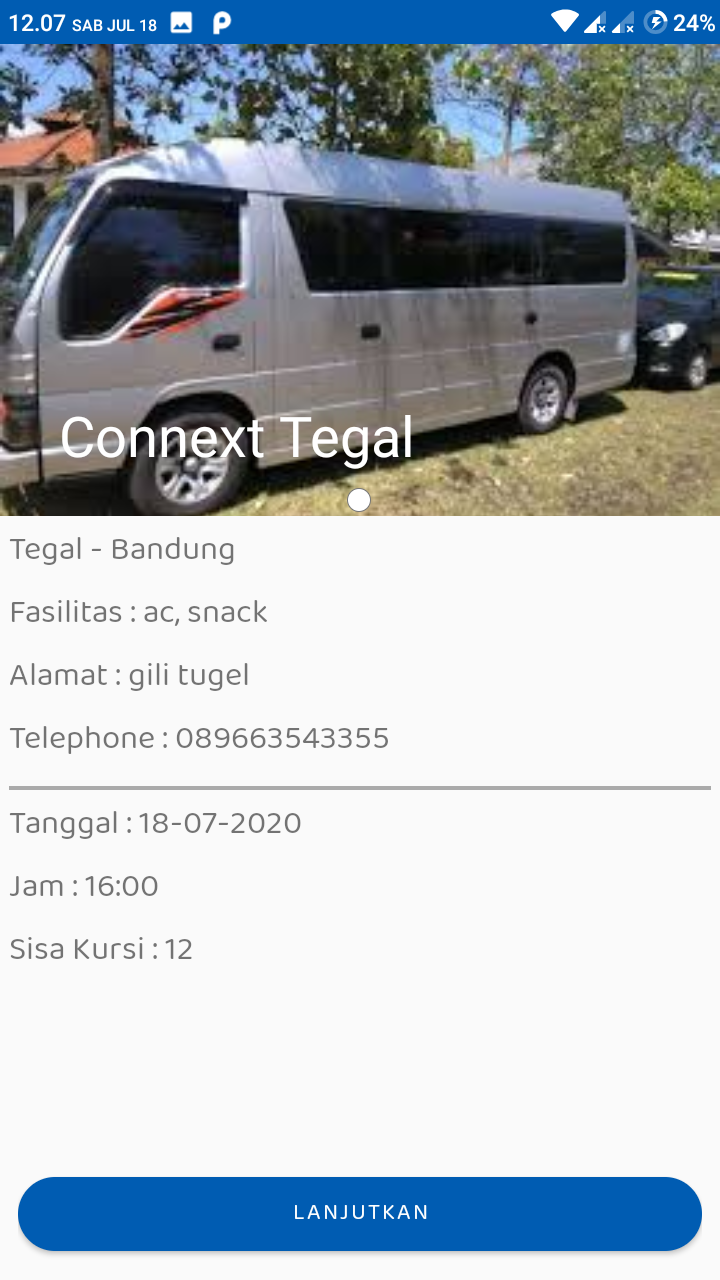 12.07 SAB JUL 18 24%
Connext Tegal
Tegal - Bandung
Fasilitas : ac, snack
Alamat : gili tugel
Telephone : 089663543355
Tanggal : 18-07-2020
Jam : 16:00
Sisa Kursi : 12
LANJUTKAN